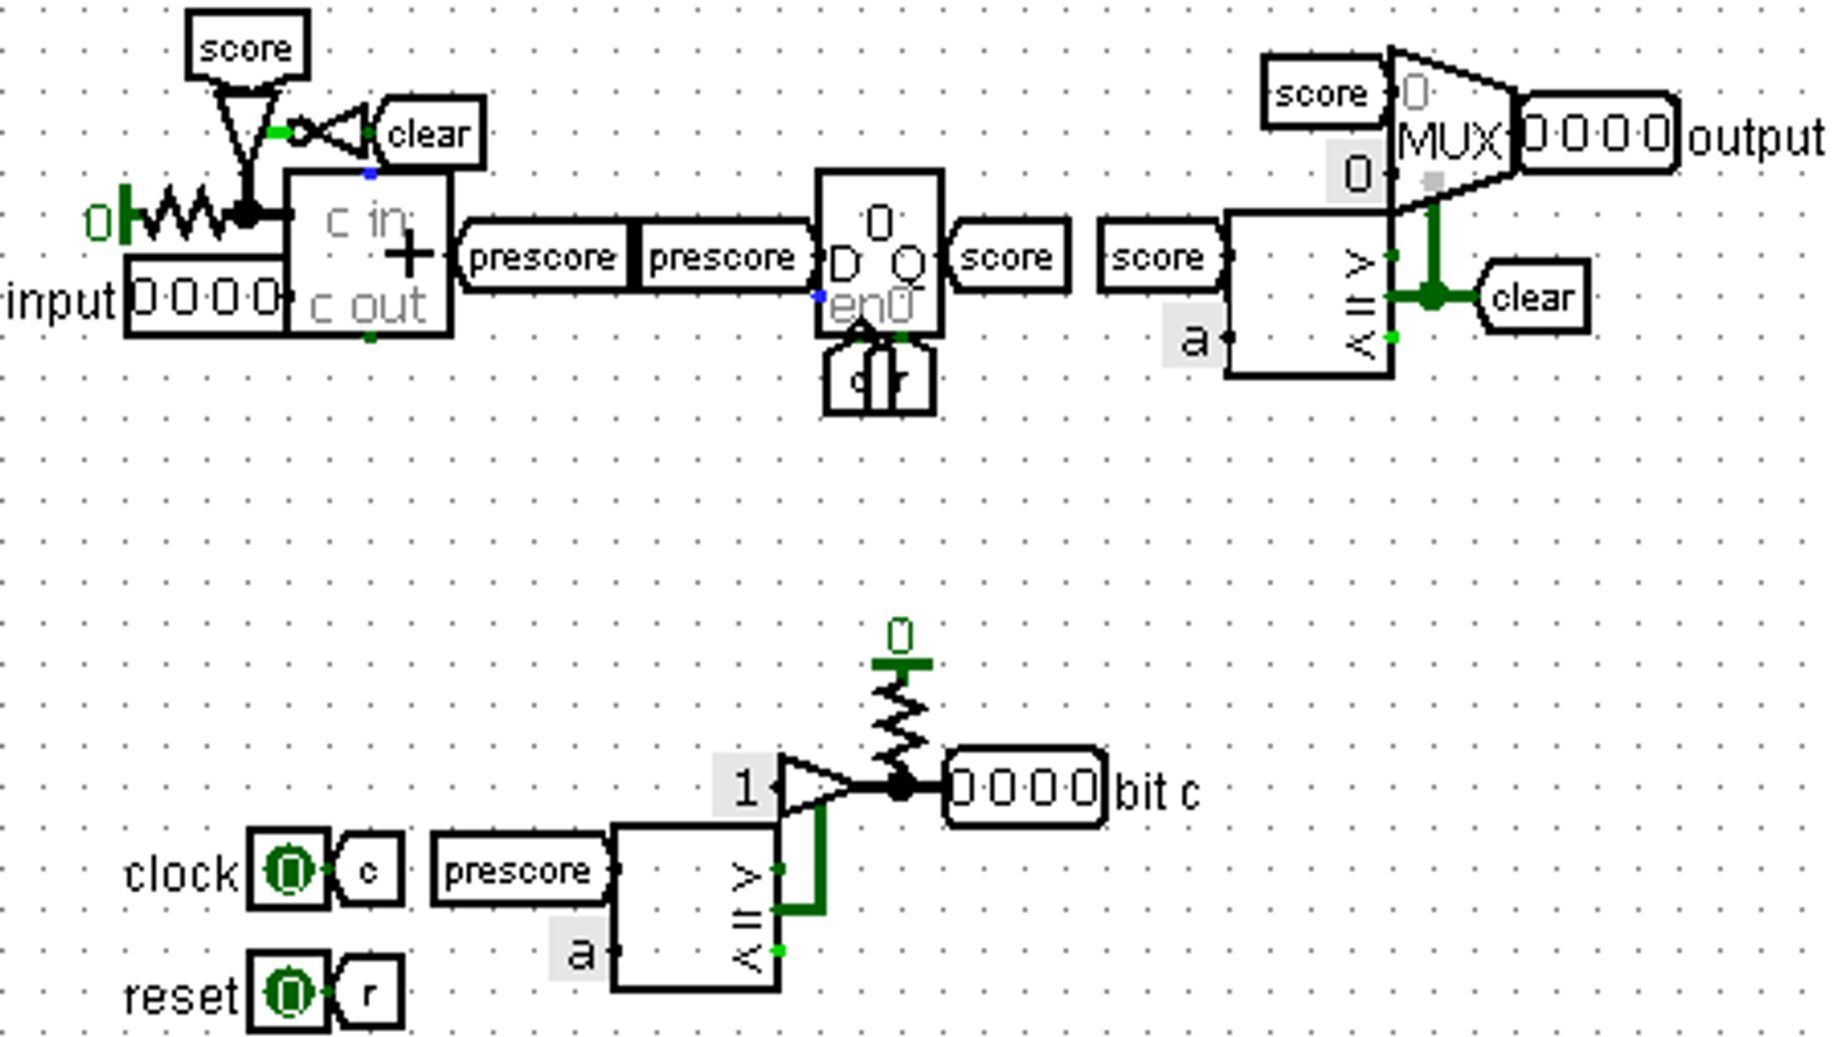 score
clear
score
0
MUX
0000
output
0
0
c in
+
prescore
prescore
0
D Q
en0
score
score
>
=
<
clear
input
0000
c out
a
c
r
0
1
0000
bit c
clock
0
c
prescore
>
=
<
a
reset
0
r